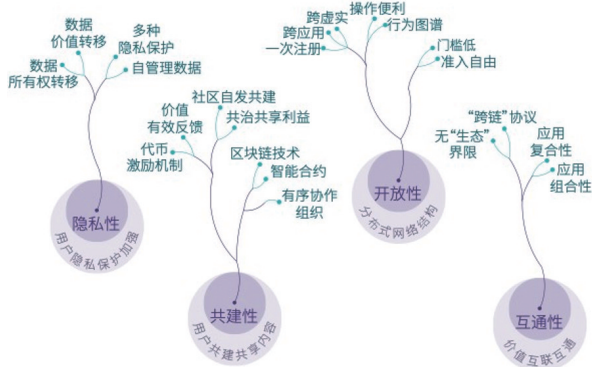 数据
价值转移
多种
隐私保护
数据
所有权转移
自管理数据
隐私性
用户隐私保护加强
社区自发共建
价值
有效反馈
共治共享利益
代币
激励机制
区块链技术
智能合约
有序协作
组织
共建性
用户共建共享内容
操作便利
跨虚实
行为图谱
跨应用
一次注册
门槛低
准入自由
开放性
分布式网络结构
“跨链”协议
无“生态”
界限
应用
复合性
应用
组合性
互通性
价值互联互通